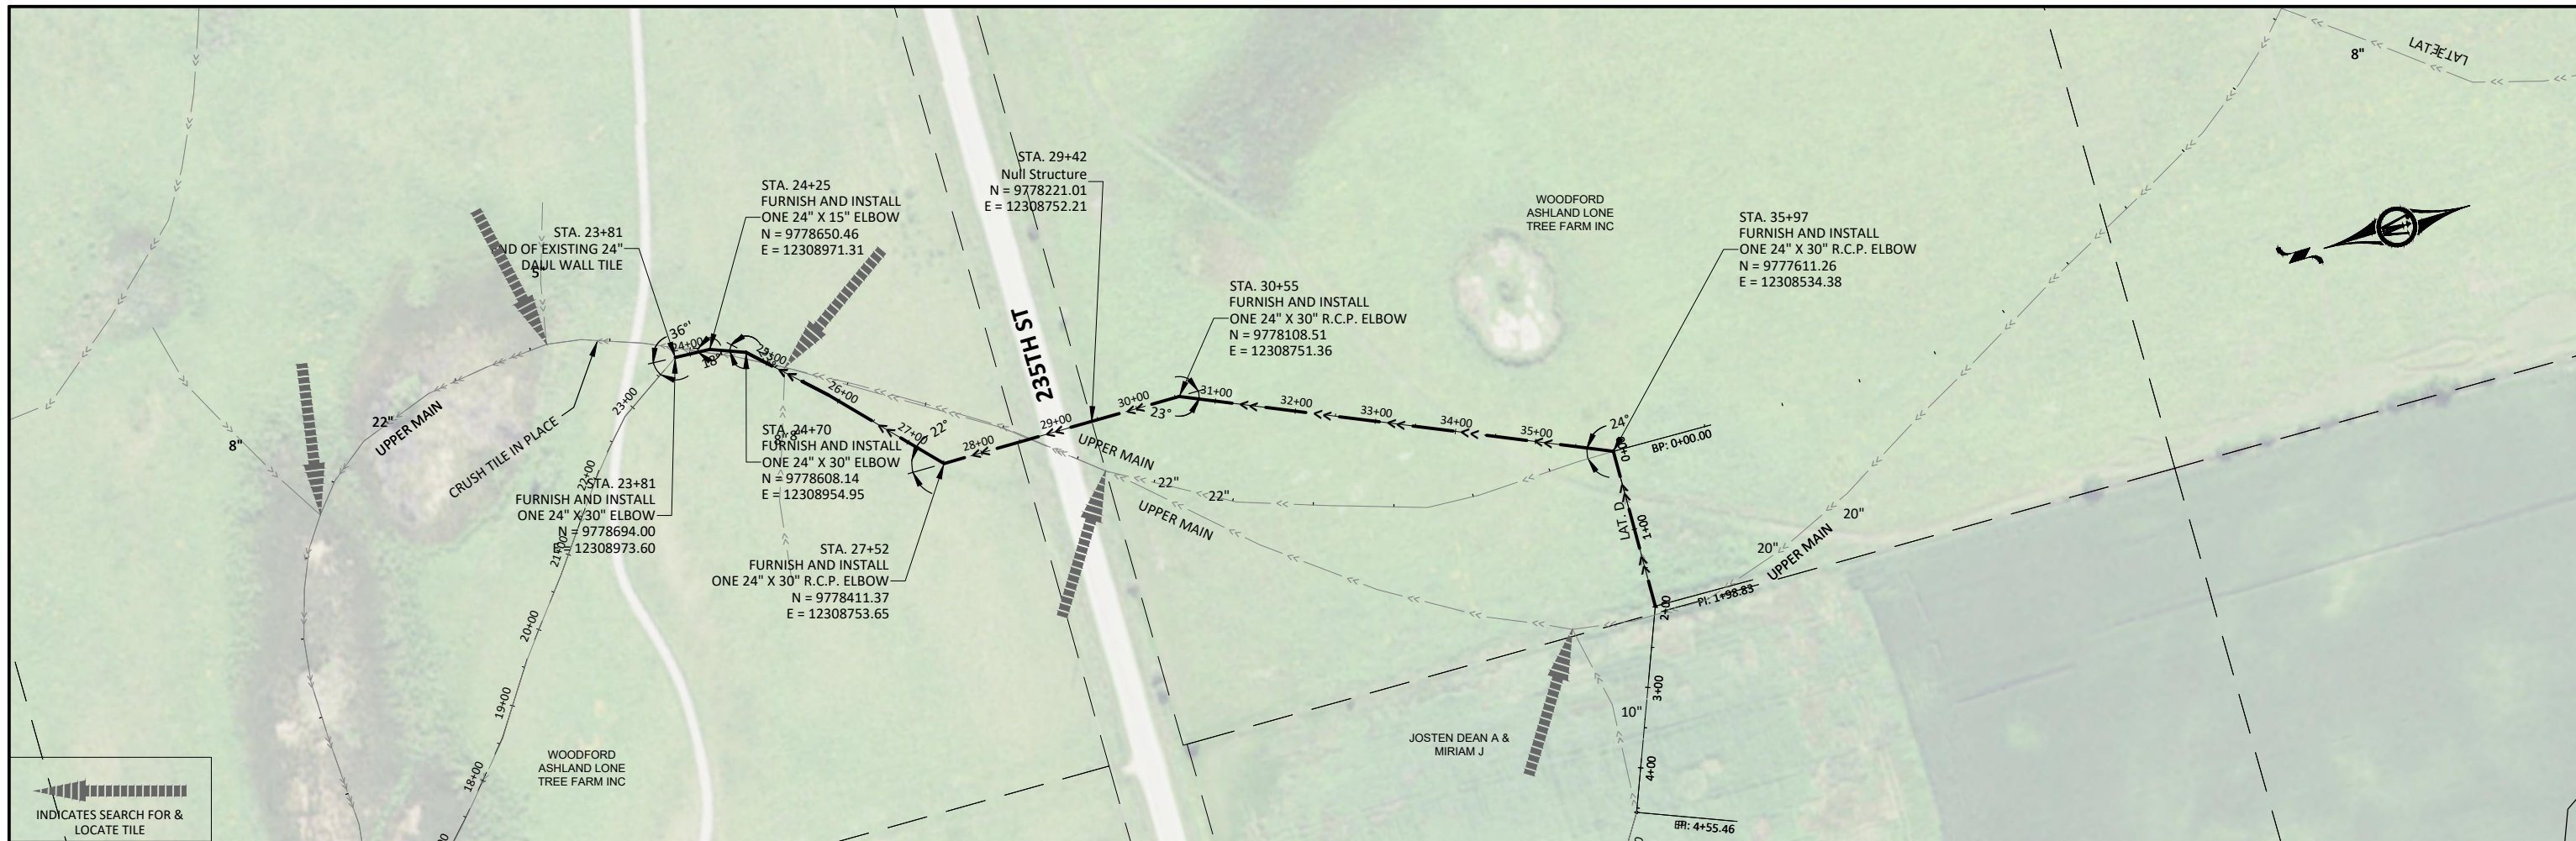 8"
LAT. E
LAT. E
STA. 29+42
Null Structure
N = 9778221.01
E = 12308752.21
STA. 24+25
FURNISH AND INSTALL
ONE 24" X 15" ELBOW
N = 9778650.46
E = 12308971.31
WOODFORD
ASHLAND LONE
TREE FARM INC
STA. 35+97
FURNISH AND INSTALL
ONE 24" X 30" R.C.P. ELBOW
N = 9777611.26
E = 12308534.38
STA. 23+81
END OF EXISTING 24"
DAUL WALL TILE
5"
STA. 30+55
FURNISH AND INSTALL
ONE 24" X 30" R.C.P. ELBOW
N = 9778108.51
E = 12308751.36
36°
24+00
18°
25+00
26+00
27+00
22°
28+00
29+00
30+00
23°
31+00
32+00
33+00
34+00
35+00
24°
0+00
BP: 0+00.00
235TH ST
22"
UPPER MAIN
8"
CRUSH TILE IN PLACE
23+00
22+00
21+00
20+00
19+00
18+00
STA. 24+70
FURNISH AND INSTALL
ONE 24" X 30" ELBOW
N = 9778608.14
E = 12308954.95
8"
STA. 23+81
FURNISH AND INSTALL
ONE 24" X 30" ELBOW
N = 9778694.00
E = 12308973.60
STA. 27+52
FURNISH AND INSTALL
ONE 24" X 30" R.C.P. ELBOW
N = 9778411.37
E = 12308753.65
UPPER MAIN
22"
22"
UPPER MAIN
LAT. D
1+00
2+00
PI: 1+98.83
20"
20"
UPPER MAIN
3+00
10"
4+00
JOSTEN DEAN A &
MIRIAM J
WOODFORD
ASHLAND LONE
TREE FARM INC
INDICATES SEARCH FOR &
LOCATE TILE
: 4+55.46